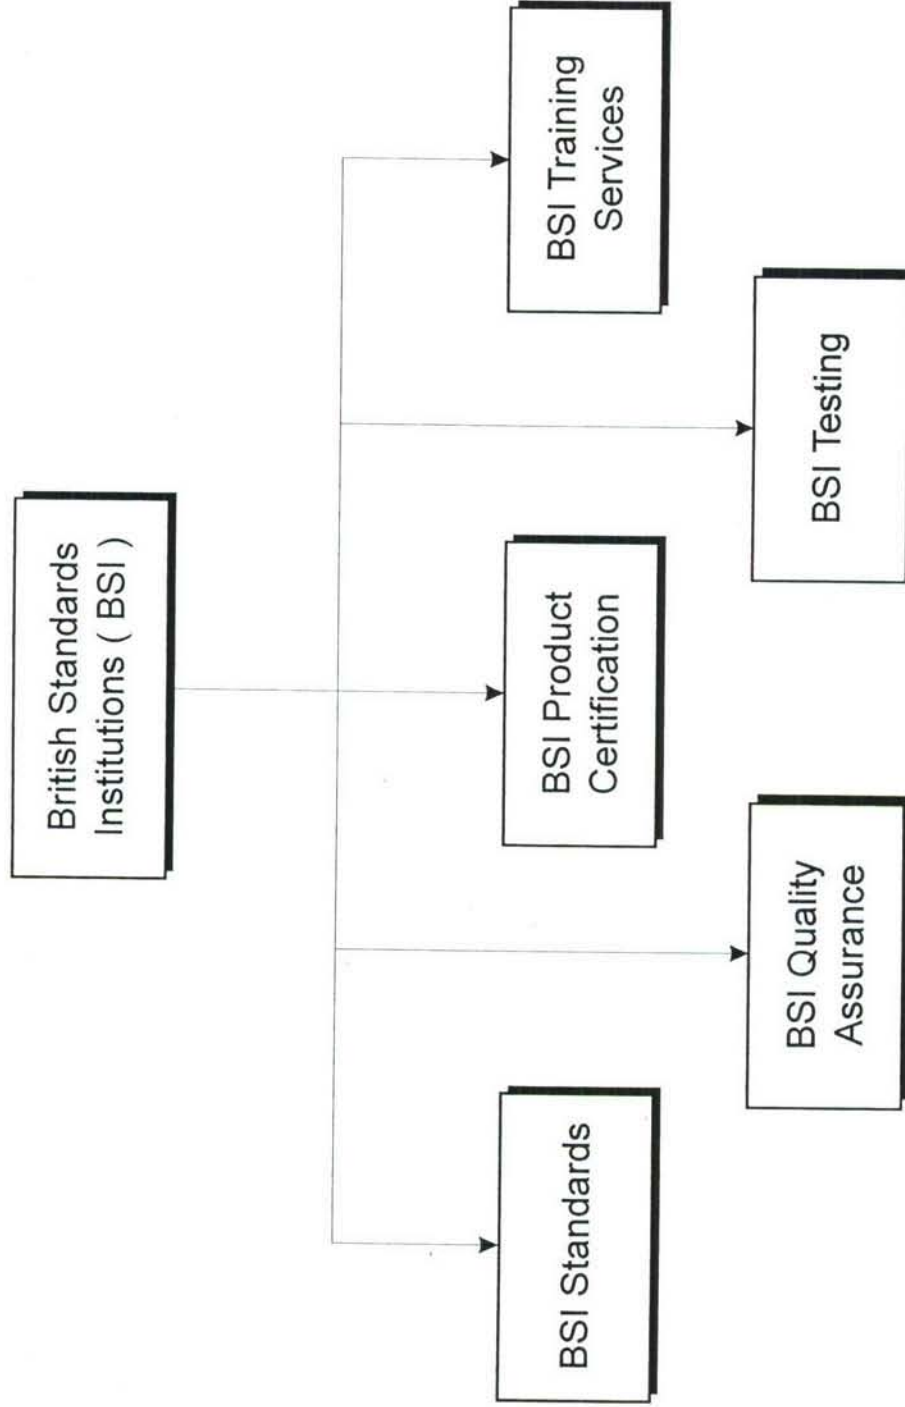 British Standards
Institutions ( BSI )
BSI Standards
BSI Product
Certification
BSI Training
Services
BSI Quality
Assurance
BSI Testing